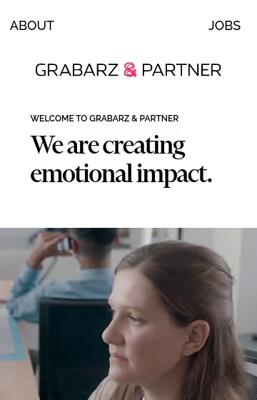 ABOUT JOBS
GRABARZ & PARTNER
WELCOME TO GRABARZ & PARTNER
We are creating
emotional impact.